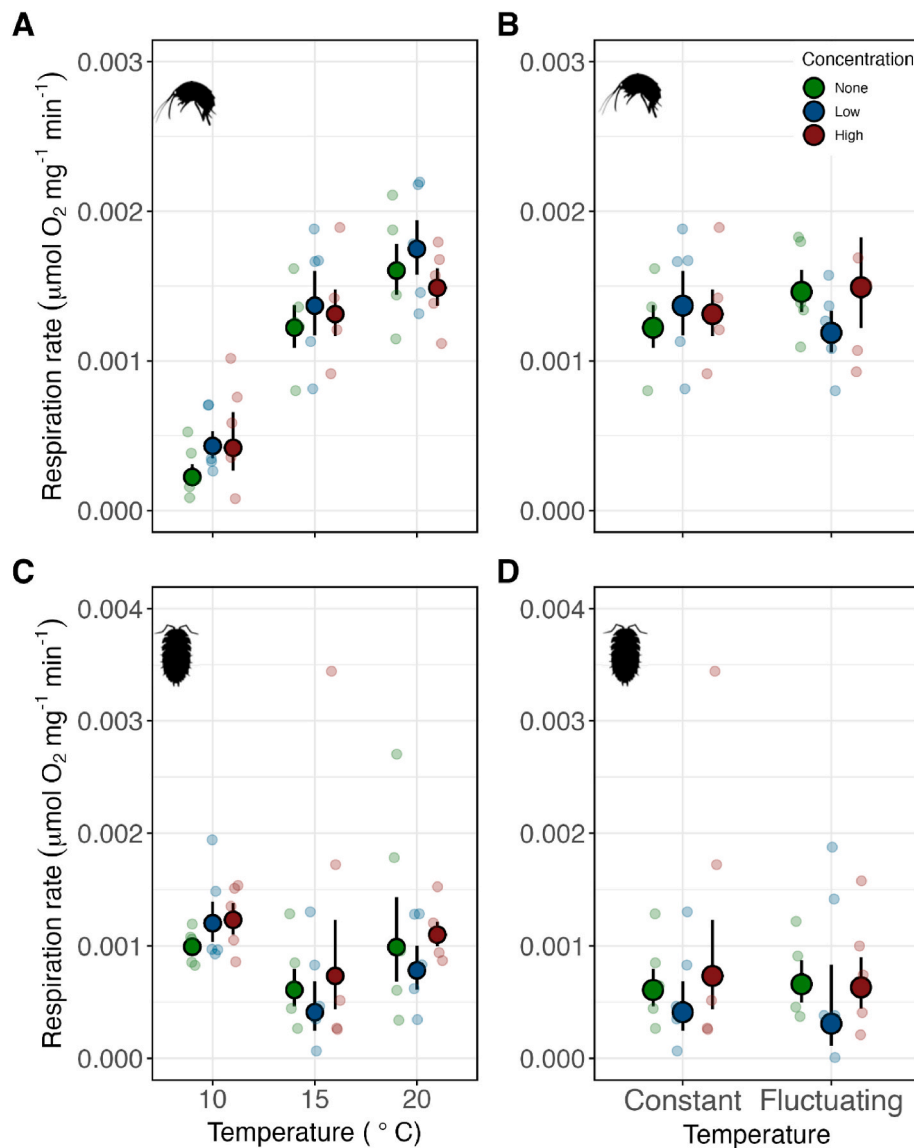 A
B
Respiration rate (μmol O₂ mg⁻¹ min⁻¹)
0.003
0.002
0.001
0.000
0.003
0.002
0.001
0.000
Concentration
None
Low
High
C
D
Respiration rate (μmol O₂ mg⁻¹ min⁻¹)
0.004
0.003
0.002
0.001
0.000
0.004
0.003
0.002
0.001
0.000
10 15 20
Temperature ( ° C)
Constant Fluctuating
Temperature